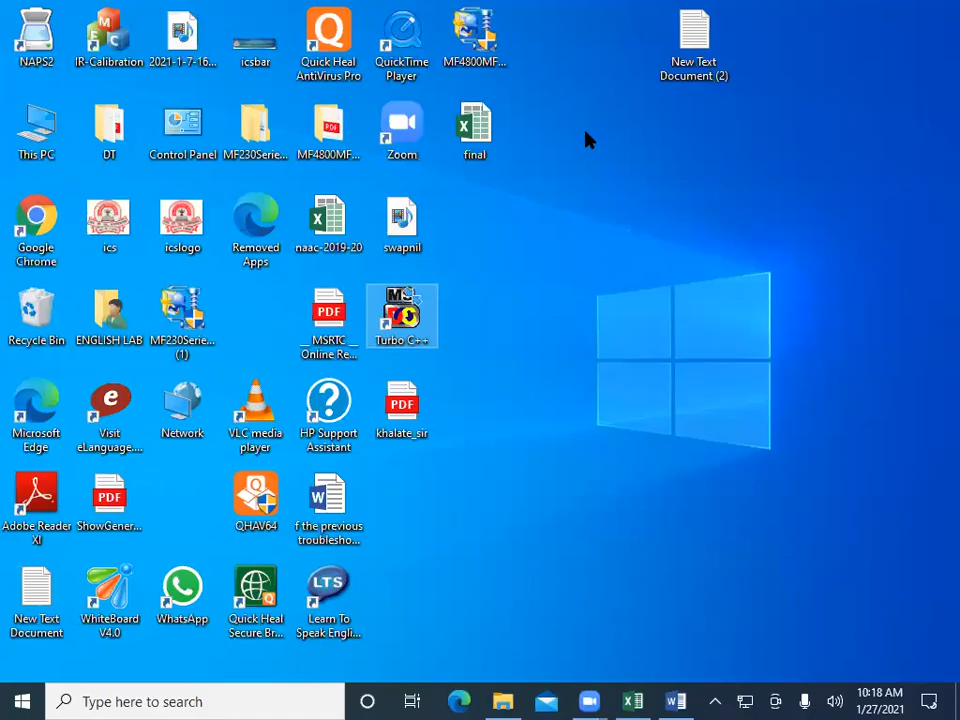 NAPS2
IR-Calibration
2021-1-7-16...
icsbar
Quick Heal
AntiVirus Pro
QuickTime
Player
MF4800MF...
New Text
Document (2)
This PC
DT
Control Panel
MF230Serie...
MF4800MF...
Zoom
final
Google
Chrome
ics
icslogo
Removed
Apps
naac-2019-20
swapnil
Recycle Bin
ENGLISH LAB
MF230Serie...
(1)
PDF
__ MSRTC __
Online Re...
Turbo C++
Microsoft
Edge
Visit
eLanguage....
Network
VLC media
player
HP Support
Assistant
PDF
khalate_sir
Adobe Reader
XI
PDF
ShowGener...
QHAV64
f the previous
troublesho...
New Text
Document
WhiteBoard
V4.0
WhatsApp
Quick Heal
Secure Br...
LTS
Learn To
Speak Engli...
Type here to search
10:18 AM
1/27/2021